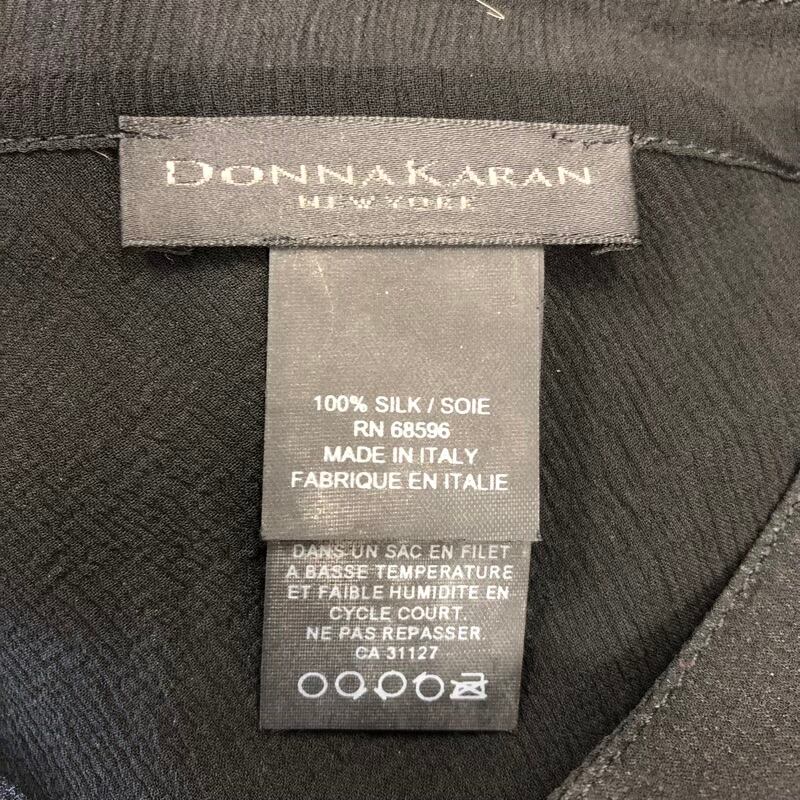 DONNA KARAN
NEW YORK
100% SILK / SOIE
RN 68596
MADE IN ITALY
FABRIQUE EN ITALIE
DANS UN SAC EN FILET
A BASSE TEMPERATURE
ET FAIBLE HUMIDITE EN
CYCLE COURT.
NE PAS REPASSER
CA 31127